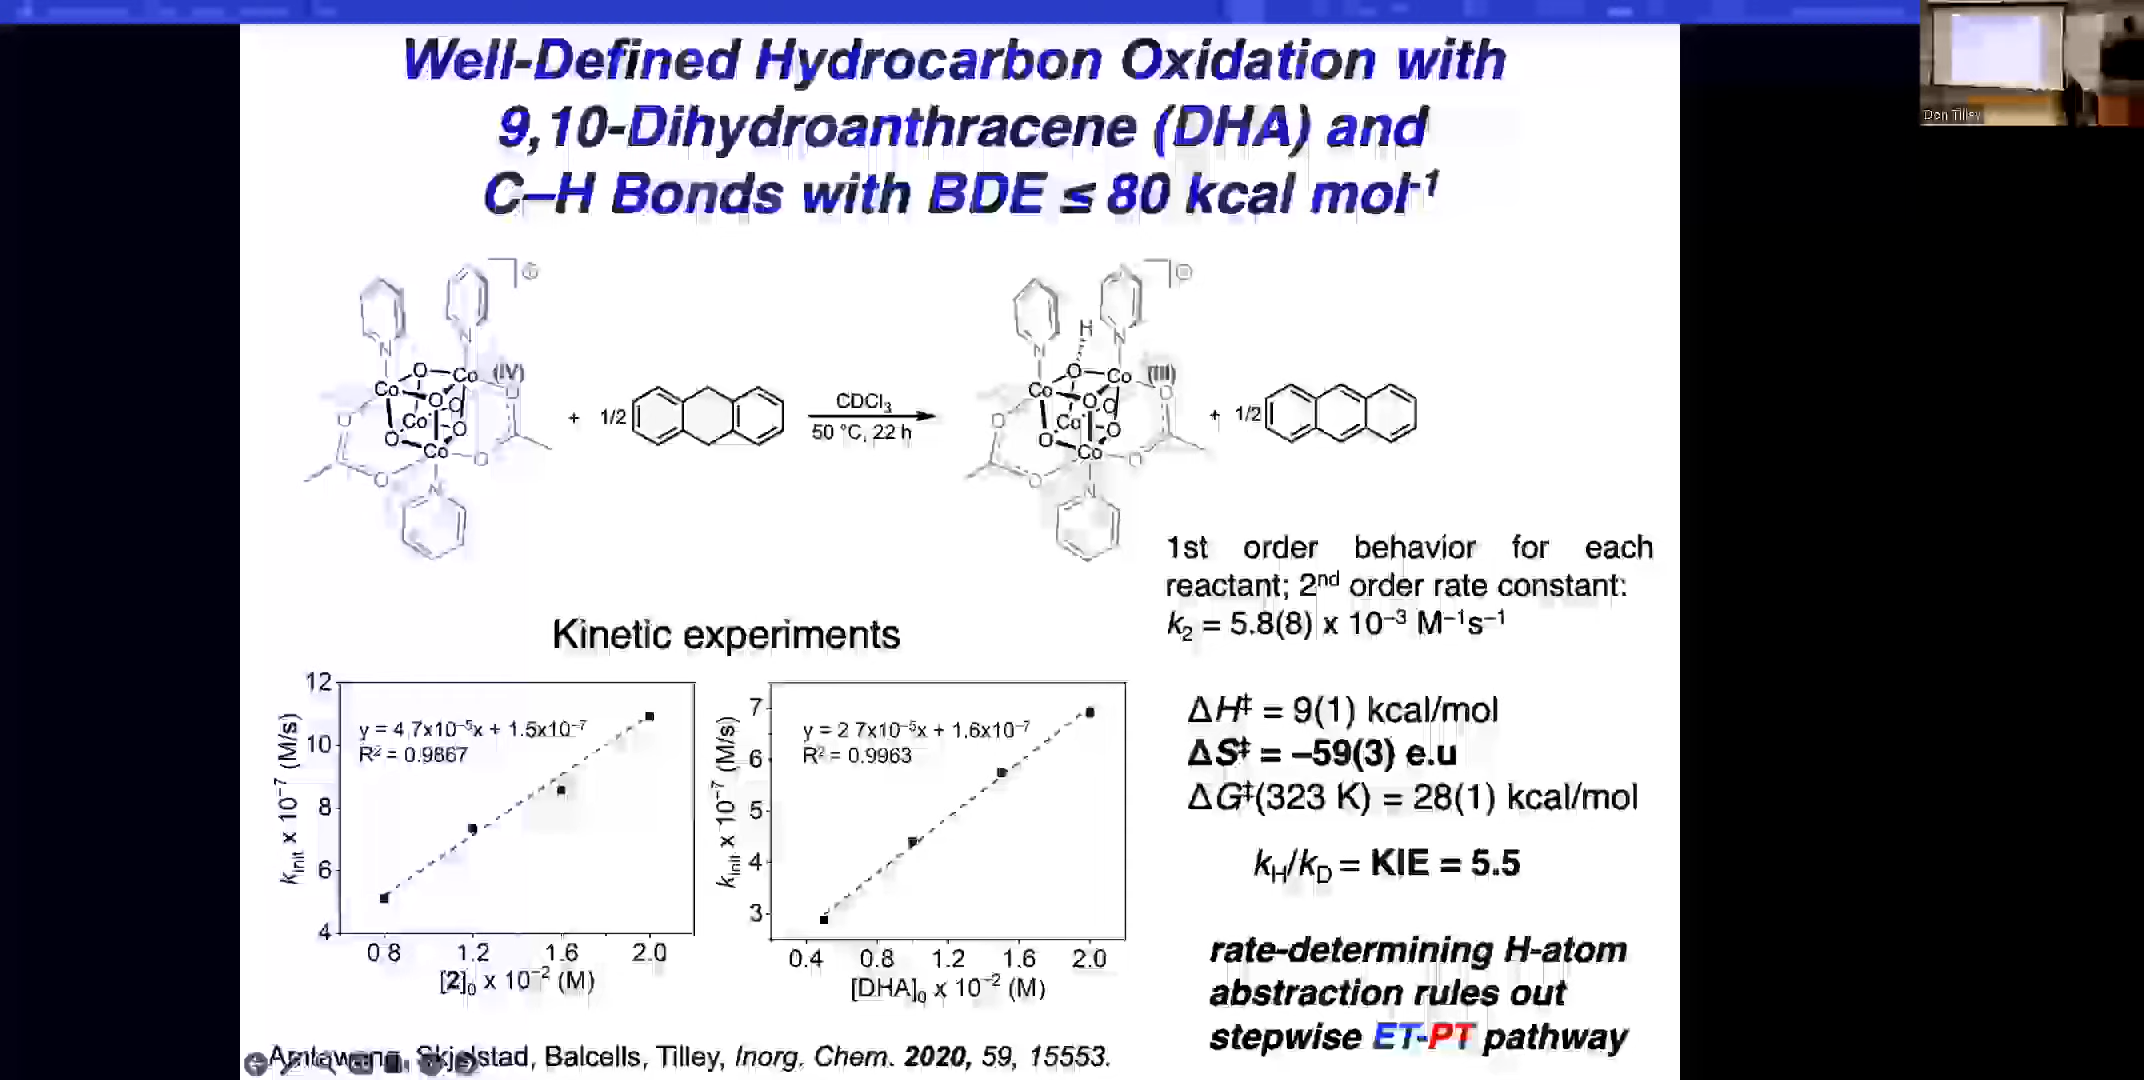 Well-Defined Hydrocarbon Oxidation with
9,10-Dihydroanthracene (DHA) and
C–H Bonds with BDE ≤ 80 kcal mol-1
Don Tilley
N N
O Co (IV)
Co O O O
O Co
O O
Co O
O
N
+ 1/2
CDCl3
50 °C, 22 h
N H N
O Co (III)
Co O O O
O Co
O O
Co O
O
N
+ 1/2
1st order behavior for each
reactant; 2nd order rate constant:
k2 = 5.8(8) x 10–3 M–1s–1
Kinetic experiments
kinit x 10–7 (M/s)
12
10
8
6
4
y = 4.7x10–5x + 1.5x10–7
R2 = 0.9867
0.8 1.2 1.6 2.0
[2]0 x 10–2 (M)
kinit x 10–7 (M/s)
7
6
5
4
3
y = 2 7x10–5x + 1.6x10–7
R2 = 0.9963
0.4 0.8 1.2 1.6 2.0
[DHA]0 x 10–2 (M)
ΔH‡ = 9(1) kcal/mol
ΔS‡ = –59(3) e.u
ΔG‡(323 K) = 28(1) kcal/mol
kH/kD = KIE = 5.5
rate-determining H-atom
abstraction rules out
stepwise ET-PT pathway
Amtawong, Skjelstad, Balcells, Tilley, Inorg. Chem. 2020, 59, 15553.